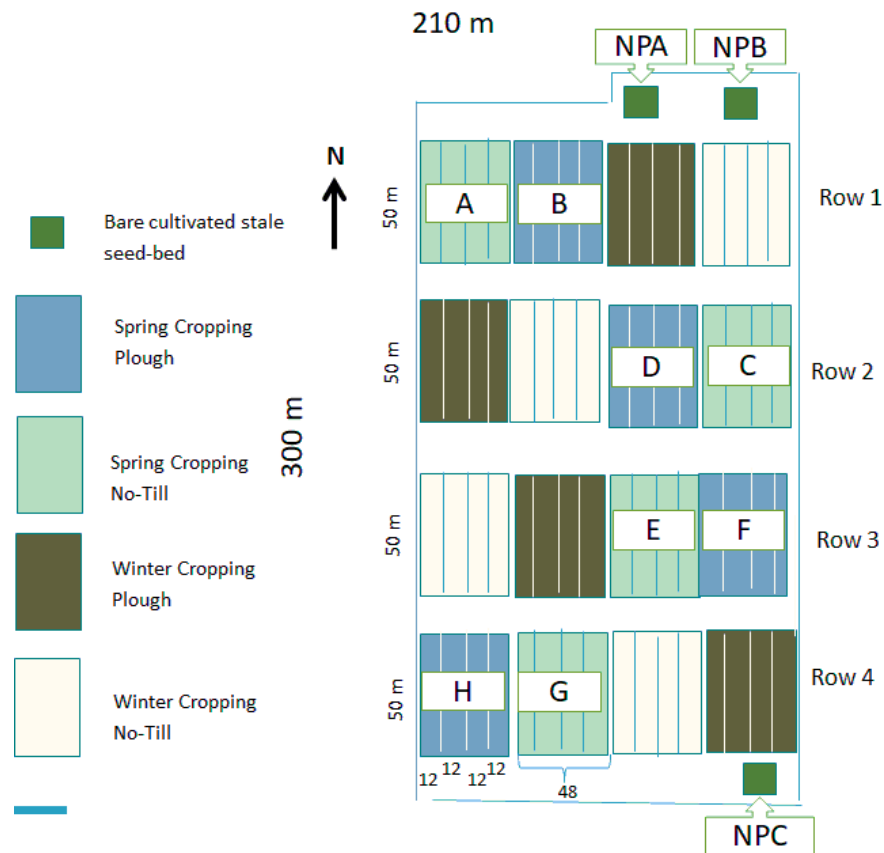 210 m
NPA
NPB
N
50 m
A
B
Row 1
Bare cultivated stale
seed-bed
Spring Cropping
Plough
50 m
D
C
Row 2
300 m
Spring Cropping
No-Till
50 m
E
F
Row 3
Winter Cropping
Plough
50 m
H
G
Row 4
Winter Cropping
No-Till
12 12 12 12
48
NPC